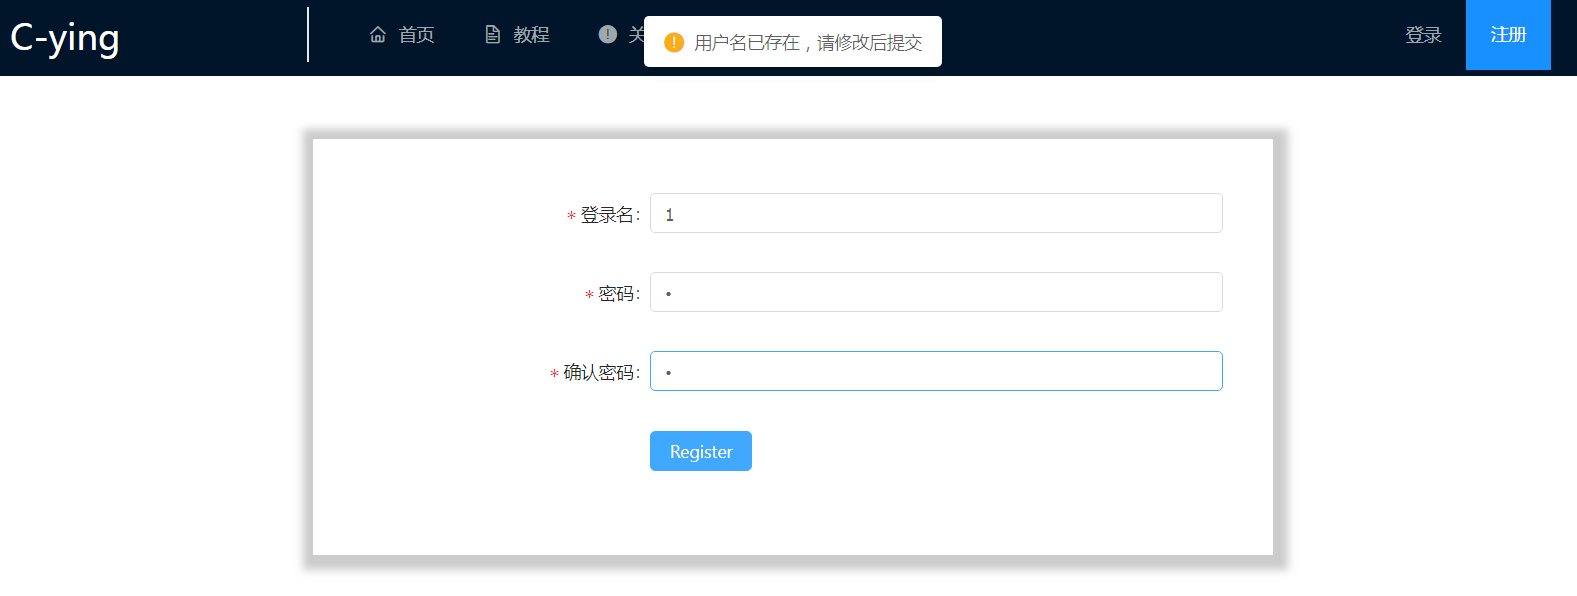 C-ying
首页
教程
关
用户名已存在，请修改后提交
登录
注册
* 登录名：
1
* 密码：
•
* 确认密码：
•
Register